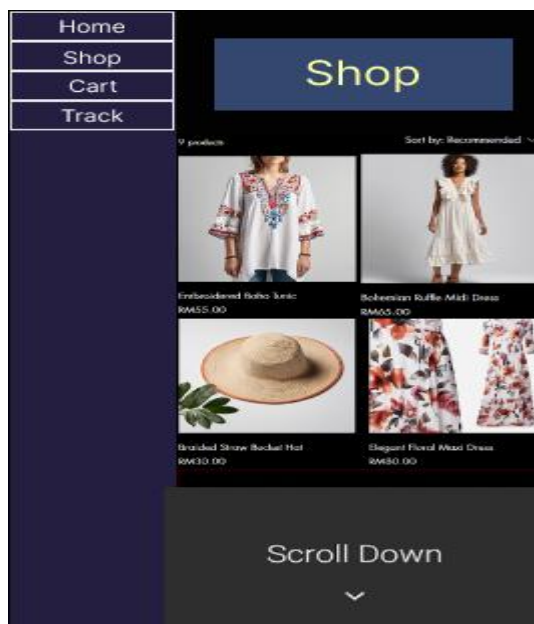 Home
Shop
Cart
Track
Shop
9 products
Sort by: Recommended
Embroidered Boho Tunic
RM55.00
Bohemian Ruffle Midi Dress
RM65.00
Braided Straw Bucket Hat
RM30.00
Elegant Floral Maxi Dress
RM80.00
Scroll Down